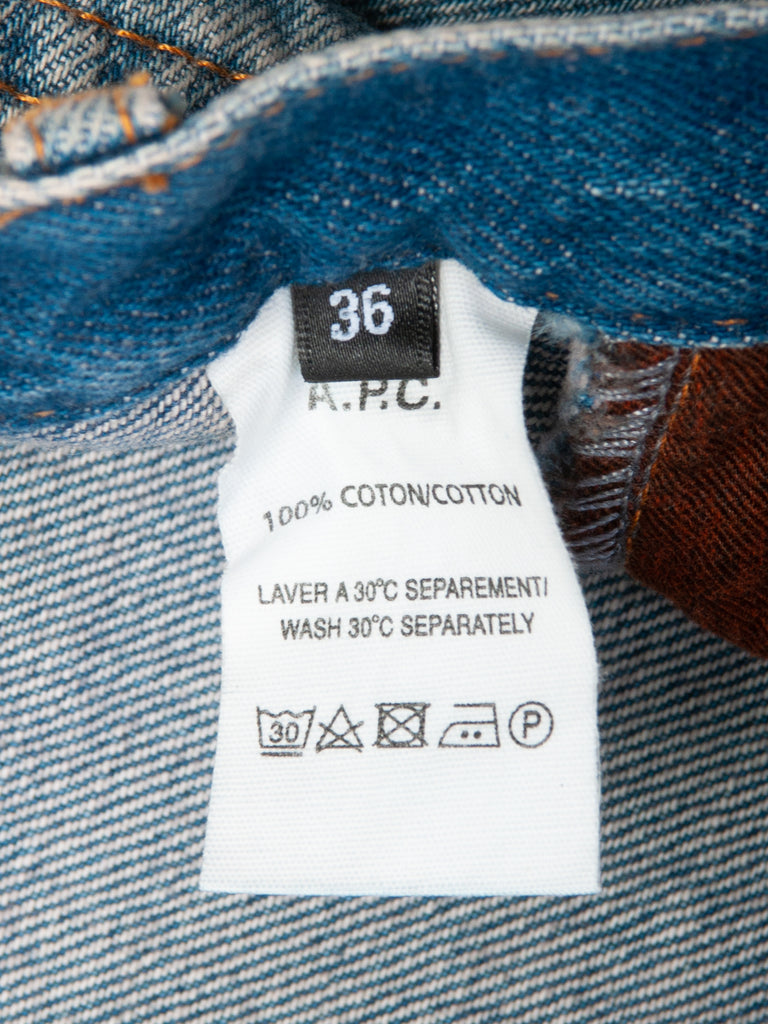 36
A.P.C.
100% COTON/COTTON
LAVER A 30°C SEPAREMENT/
WASH 30°C SEPARATELY
30 P